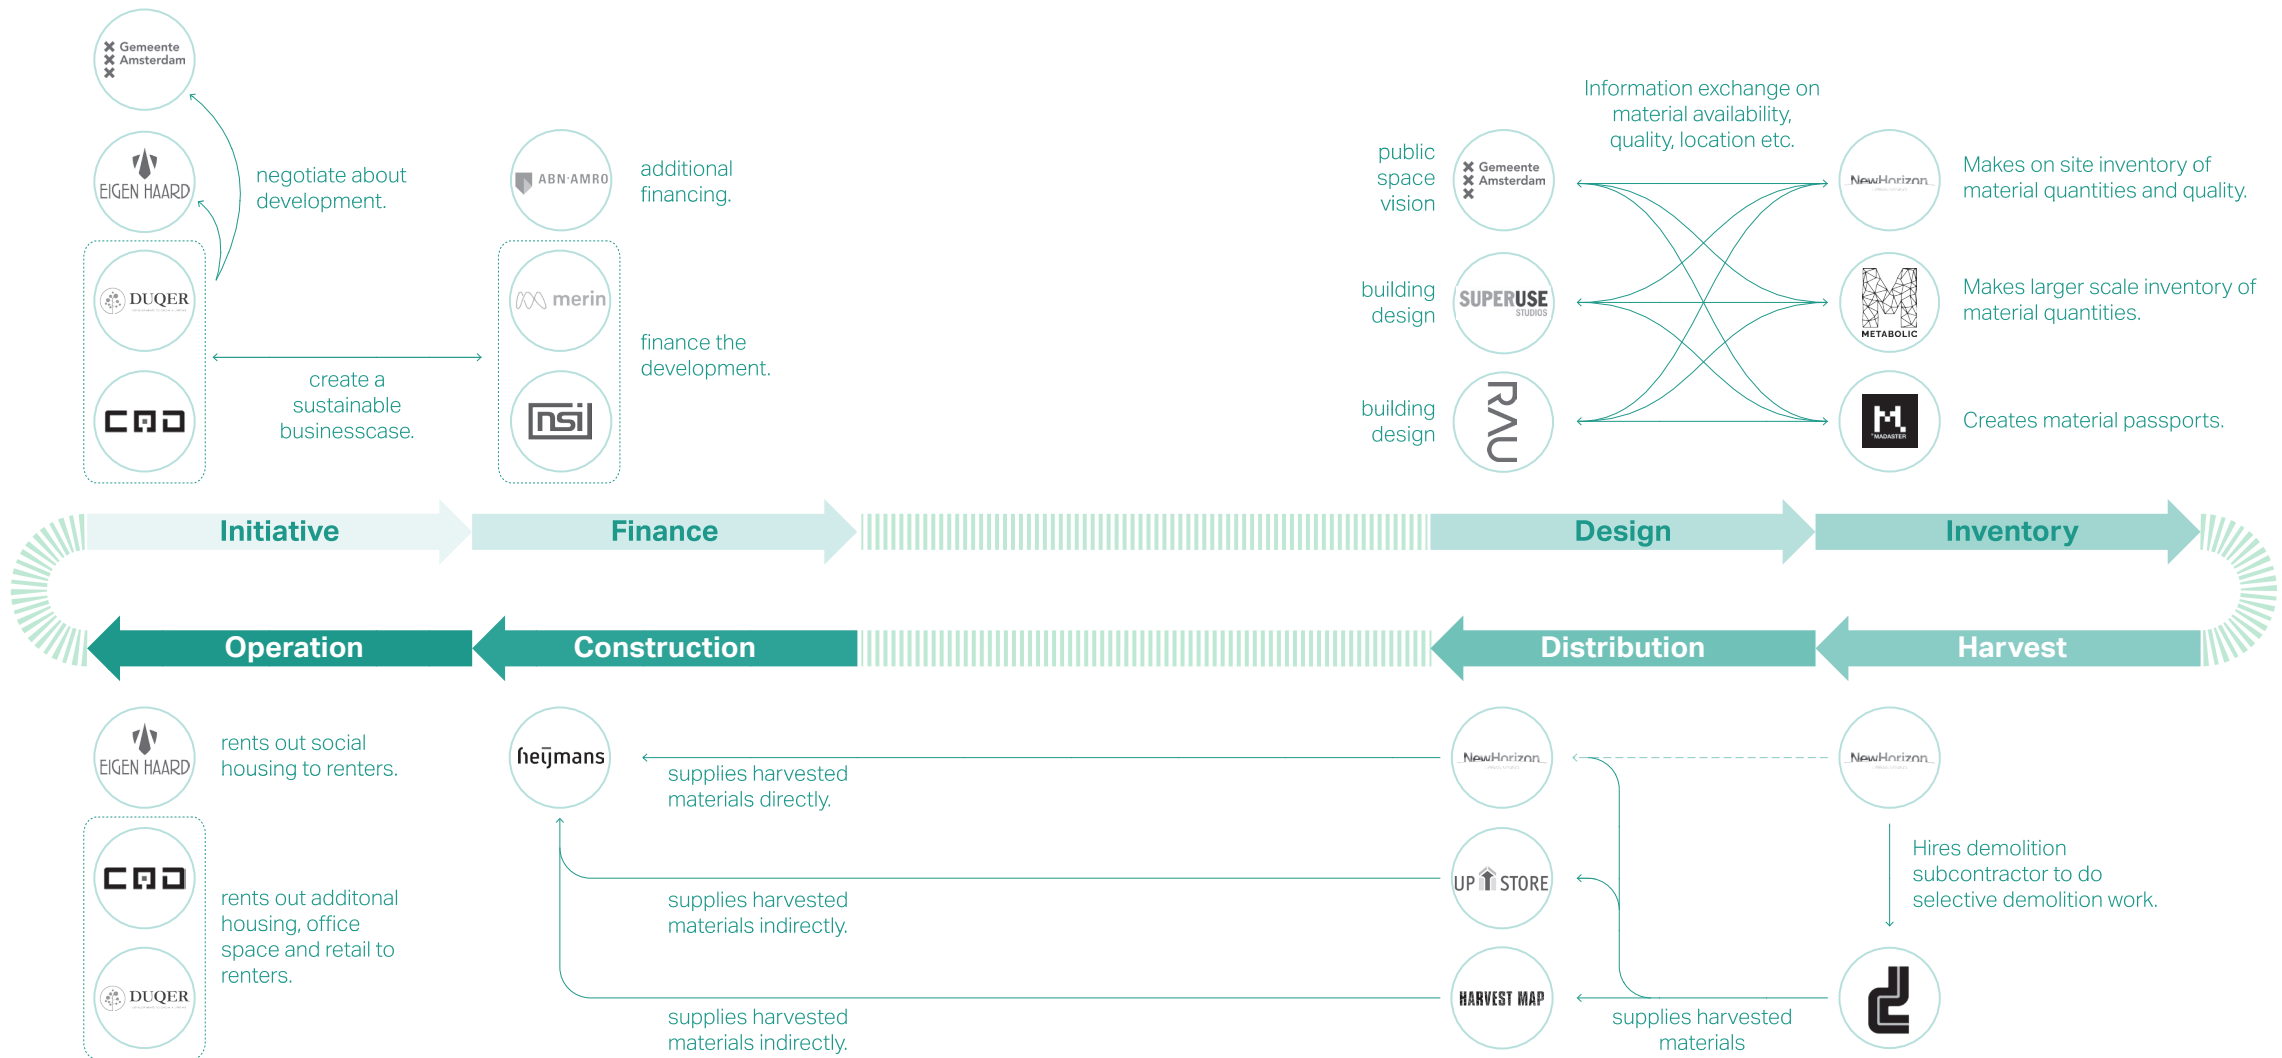 Gemeente
Amsterdam
EIGEN HAARD
negotiate about
development.
DUQER
create a
sustainable
businesscase.
ABN·AMRO
additional
financing.
merin
finance the
development.
nsi
Information exchange on
material availability,
quality, location etc.
public
space
vision
Gemeente
Amsterdam
building
design
SUPERUSE
STUDIOS
building
design
RAU
NewHorizon
Makes on site inventory of
material quantities and quality.
M
METABOLIC
Makes larger scale inventory of
material quantities.
M.
MADASTER
Creates material passports.
Initiative
Finance
Design
Inventory
Operation
Construction
Distribution
Harvest
EIGEN HAARD
rents out social
housing to renters.
rents out additonal
housing, office
space and retail to
renters.
DUQER
heijmans
supplies harvested
materials directly.
supplies harvested
materials indirectly.
supplies harvested
materials indirectly.
NewHorizon
UP STORE
HARVEST MAP
NewHorizon
Hires demolition
subcontractor to do
selective demolition work.
supplies harvested
materials